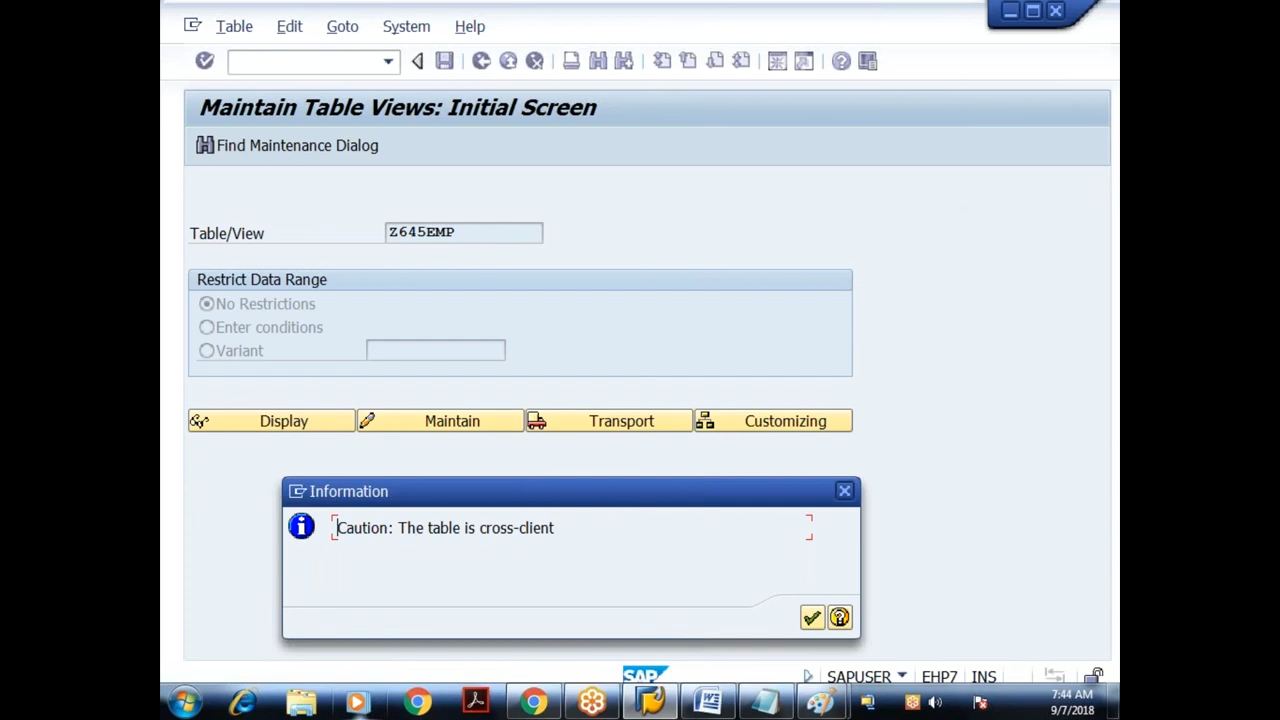 Table Edit Goto System Help
Maintain Table Views: Initial Screen
Find Maintenance Dialog
Table/View Z645EMP
Restrict Data Range
No Restrictions
Enter conditions
Variant
Display Maintain Transport Customizing
Information
Caution: The table is cross-client
SAP SAPUSER EHP7 INS
7:44 AM
9/7/2018